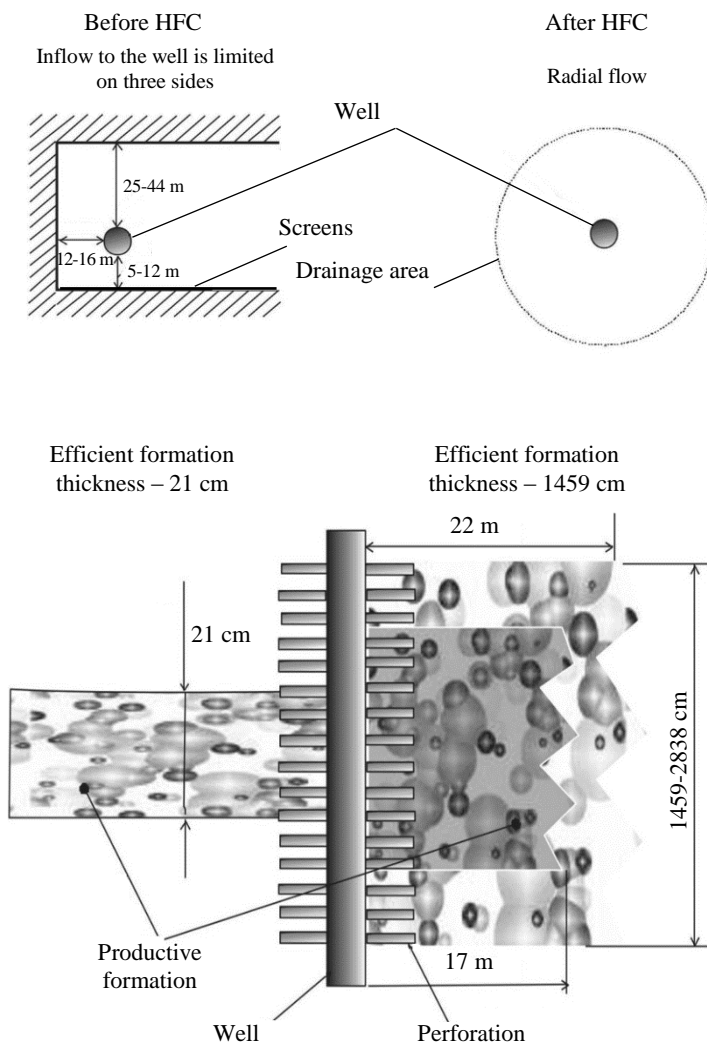 Before HFC
Inflow to the well is limited
on three sides
After HFC
Radial flow
Well
25-44 m
Screens
12-16 m
5-12 m
Drainage area
Efficient formation
thickness – 21 cm
Efficient formation
thickness – 1459 cm
22 m
21 cm
1459-2838 cm
Productive
formation
17 m
Well
Perforation